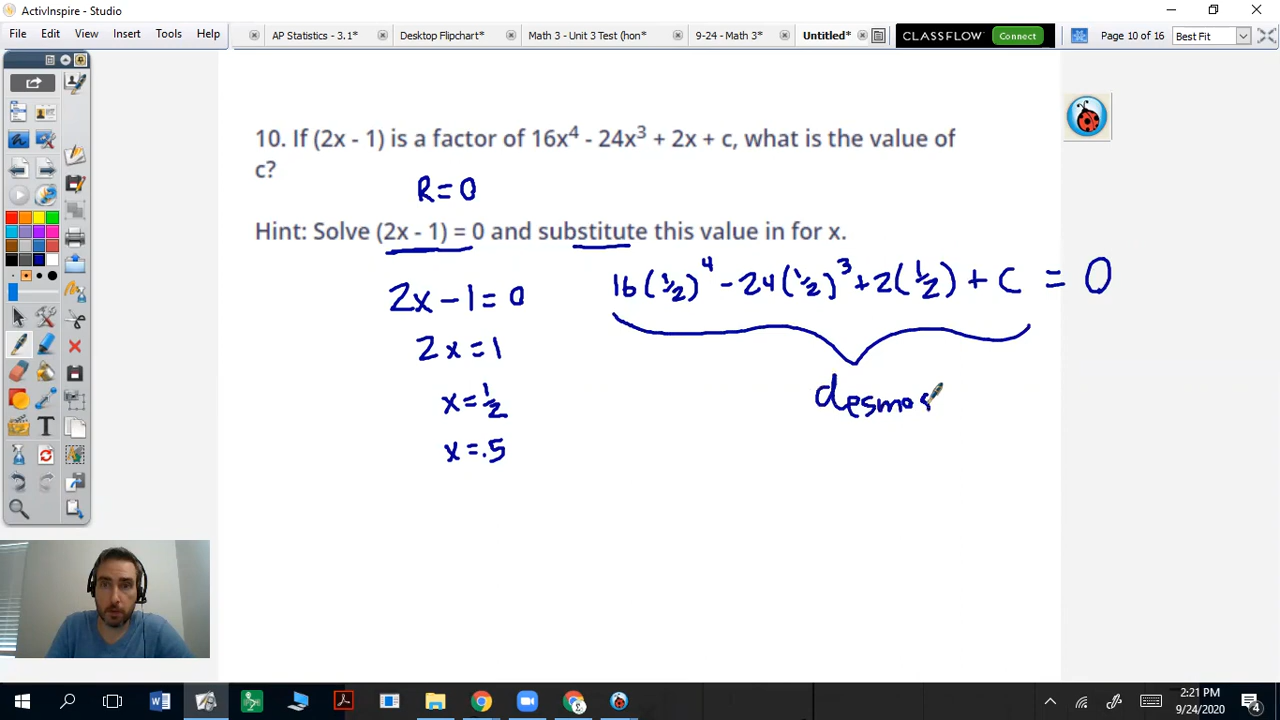 ActivInspire - Studio
File Edit View Insert Tools Help
AP Statistics - 3.1* Desktop Flipchart* Math 3 - Unit 3 Test (hon* 9-24 - Math 3* Untitled* CLASSFLOW Connect Page 10 of 16 Best Fit
10. If (2x - 1) is a factor of 16x⁴ - 24x³ + 2x + c, what is the value of
c?
R = 0
Hint: Solve (2x - 1) = 0 and substitute this value in for x.
16(1/2)⁴ - 24(1/2)³ + 2(1/2) + C = 0
2x - 1 = 0
2x = 1
x = 1/2
desmos
x = .5
2:21 PM
9/24/2020
4